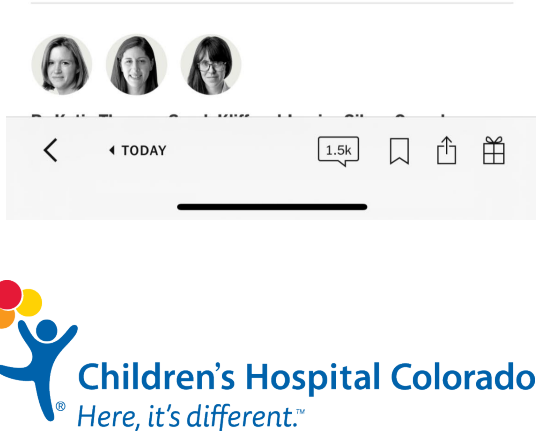 TODAY
1.5k
Children's Hospital Colorado
® Here, it's different.™